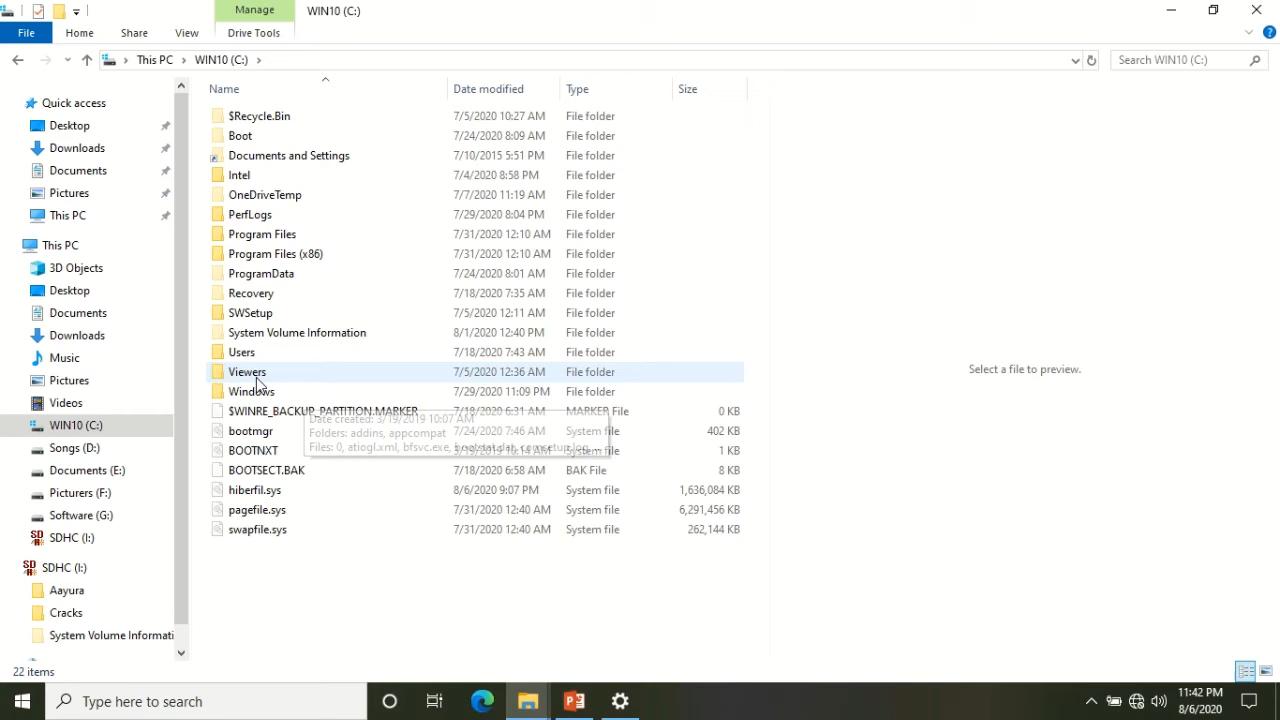 Manage
WIN10 (C:)
File
Home
Share
View
Drive Tools
This PC
WIN10 (C:)
Search WIN10 (C:)
Quick access
Desktop
Downloads
Documents
Pictures
This PC
This PC
3D Objects
Desktop
Documents
Downloads
Music
Pictures
Videos
WIN10 (C:)
Songs (D:)
Documents (E:)
Picturers (F:)
Software (G:)
SDHC (I:)
SDHC (I:)
Aayura
Cracks
System Volume Informati
Name Date modified Type Size
$Recycle.Bin 7/5/2020 10:27 AM File folder
Boot 7/24/2020 8:09 AM File folder
Documents and Settings 7/10/2015 5:51 PM File folder
Intel 7/4/2020 8:58 PM File folder
OneDriveTemp 7/7/2020 11:19 AM File folder
PerfLogs 7/29/2020 8:04 PM File folder
Program Files 7/31/2020 12:10 AM File folder
Program Files (x86) 7/31/2020 12:10 AM File folder
ProgramData 7/24/2020 8:01 AM File folder
Recovery 7/18/2020 7:35 AM File folder
SWSetup 7/5/2020 12:11 AM File folder
System Volume Information 8/1/2020 12:40 PM File folder
Users 7/18/2020 7:43 AM File folder
Viewers 7/5/2020 12:36 AM File folder
Windows 7/29/2020 11:09 PM File folder
$WINRE_BACKUP_PARTITION.MARKER 7/18/2020 6:31 AM MARKER File 0 KB
Date created: 3/19/2019 10:07 AM
Folders: addins, appcompat
Files: 0, atiogl.xml, bfsvc.exe, bootstat.dat, comsetup.log, ...
bootmgr 7/24/2020 7:46 AM System file 402 KB
BOOTNXT 3/19/2019 10:14 AM System file 1 KB
BOOTSECT.BAK 7/18/2020 6:58 AM BAK File 8 KB
hiberfil.sys 8/6/2020 9:07 PM System file 1,636,084 KB
pagefile.sys 7/31/2020 12:40 AM System file 6,291,456 KB
swapfile.sys 7/31/2020 12:40 AM System file 262,144 KB
Select a file to preview.
22 items
Type here to search
11:42 PM
8/6/2020